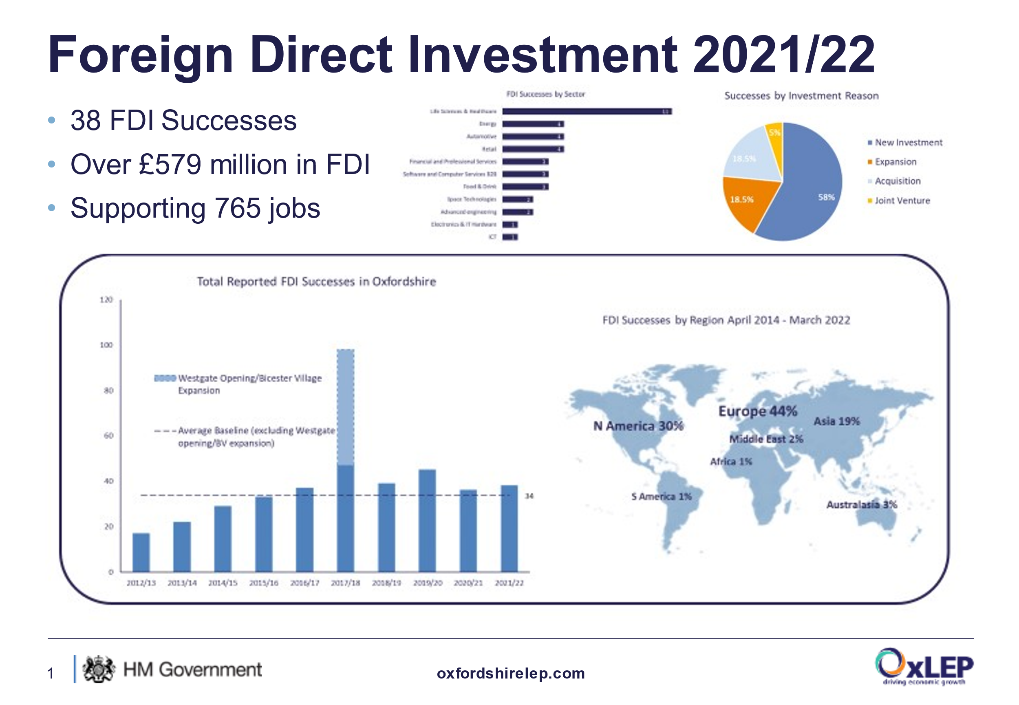 Foreign Direct Investment 2021/22
• 38 FDI Successes
• Over £579 million in FDI
• Supporting 765 jobs
FDI Successes by Sector
Life Sciences & Healthcare 11
Energy 4
Automotive 4
Retail 4
Financial and Professional Services 3
Software and Computer Services B2B 3
Food & Drink 3
Space Technologies 2
Advanced engineering 2
Electronics & IT Hardware 1
ICT 1
Successes by Investment Reason
5%
18.5%
18.5%
58%
New Investment
Expansion
Acquisition
Joint Venture
Total Reported FDI Successes in Oxfordshire
120
100
80
60
40
20
0
Westgate Opening/Bicester Village
Expansion
Average Baseline (excluding Westgate
opening/BV expansion)
34
2012/13 2013/14 2014/15 2015/16 2016/17 2017/18 2018/19 2019/20 2020/21 2021/22
FDI Successes by Region April 2014 - March 2022
Europe 44%
N America 30%
Asia 19%
Middle East 2%
Africa 1%
S America 1%
Australasia 3%
1
HM Government
oxfordshirelep.com
OxLEP
driving economic growth